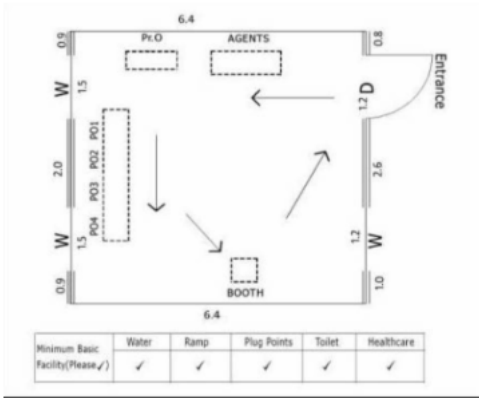 6.4
Pr.O
AGENTS
0.9
0.8
Entrance
W
1.5
D
1.2
PO1
PO2
PO3
PO4
2.0
2.6
W
1.5
1.2
W
0.9
1.0
BOOTH
6.4
Minimum Basic Facility(Please✓)
Water
Ramp
Plug Points
Toilet
Healthcare
✓ ✓ ✓ ✓ ✓